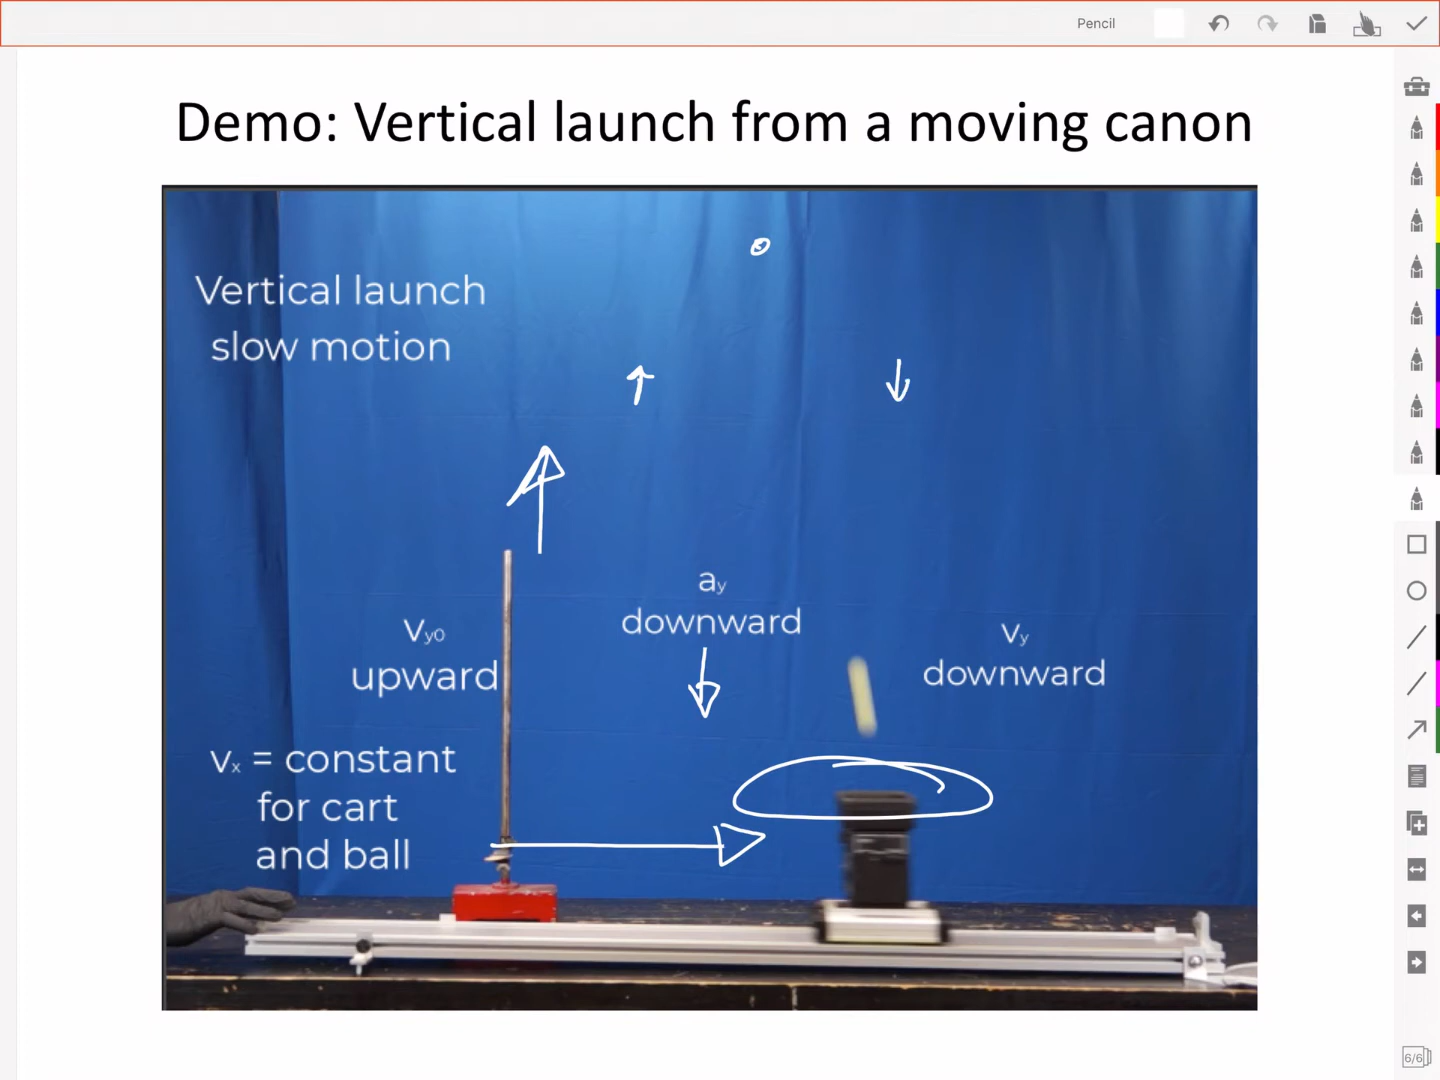 Pencil
Demo: Vertical launch from a moving canon
Vertical launch
slow motion
ay
downward
vy0
upward
vy
downward
vx = constant
for cart
and ball
6/6